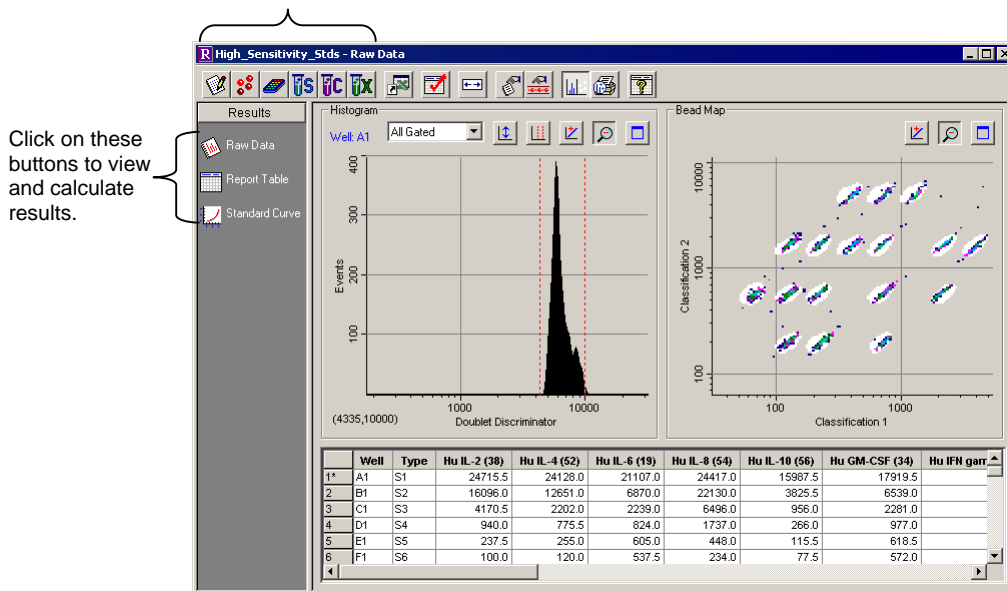 High_Sensitivity_Stds - Raw Data
Click on these
buttons to view
and calculate
results.
Results
Raw Data
Report Table
Standard Curve
Histogram
Well: A1 All Gated
400
300
200
100
Events
1000 10000
(4335,10000) Doublet Discriminator
Bead Map
10000
1000
100
Classification 2
100 1000
Classification 1
Well Type Hu IL-2 (38) Hu IL-4 (52) Hu IL-6 (19) Hu IL-8 (54) Hu IL-10 (56) Hu GM-CSF (34) Hu IFN gam
1* A1 S1 24715.5 24128.0 21107.0 24417.0 15987.5 17919.5
2 B1 S2 16096.0 12651.0 6870.0 22130.0 3825.5 6539.0
3 C1 S3 4170.5 2202.0 2239.0 6496.0 956.0 2281.0
4 D1 S4 940.0 775.5 824.0 1737.0 266.0 977.0
5 E1 S5 237.5 255.0 605.0 448.0 115.5 618.5
6 F1 S6 100.0 120.0 537.5 234.0 77.5 572.0